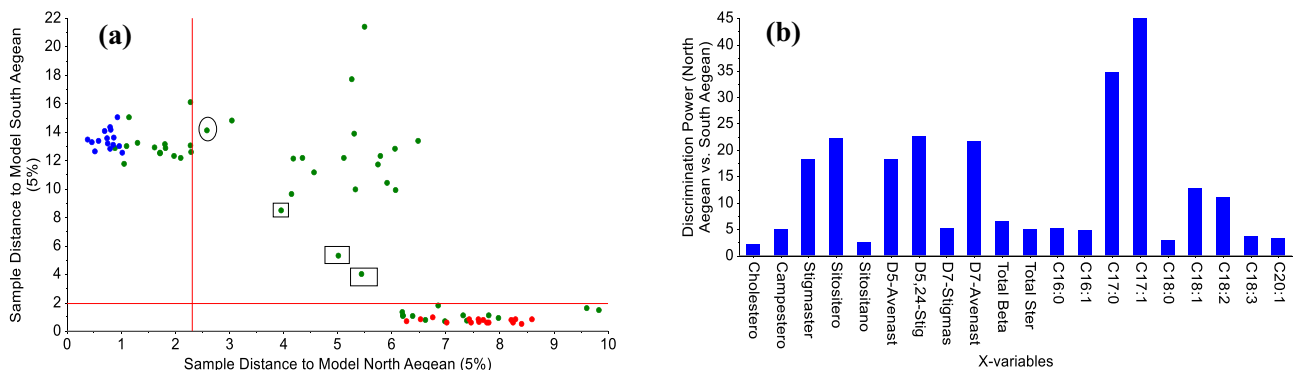 (a)
Sample Distance to Model South Aegean
(5%)
22
20
18
16
14
12
10
8
6
4
2
0
0 1 2 3 4 5 6 7 8 9 10
Sample Distance to Model North Aegean (5%)
(b)
Discrimination Power (North
Aegean vs. South Aegean)
45
40
35
30
25
20
15
10
5
0
Cholestero
Campestero
Stigmaster
Sitositero
Sitositano
D5-Avenast
D5,24-Stig
D7-Stigmas
D7-Avenast
Total Beta
Total Ster
C16:0
C16:1
C17:0
C17:1
C18:0
C18:1
C18:2
C18:3
C20:1
X-variables